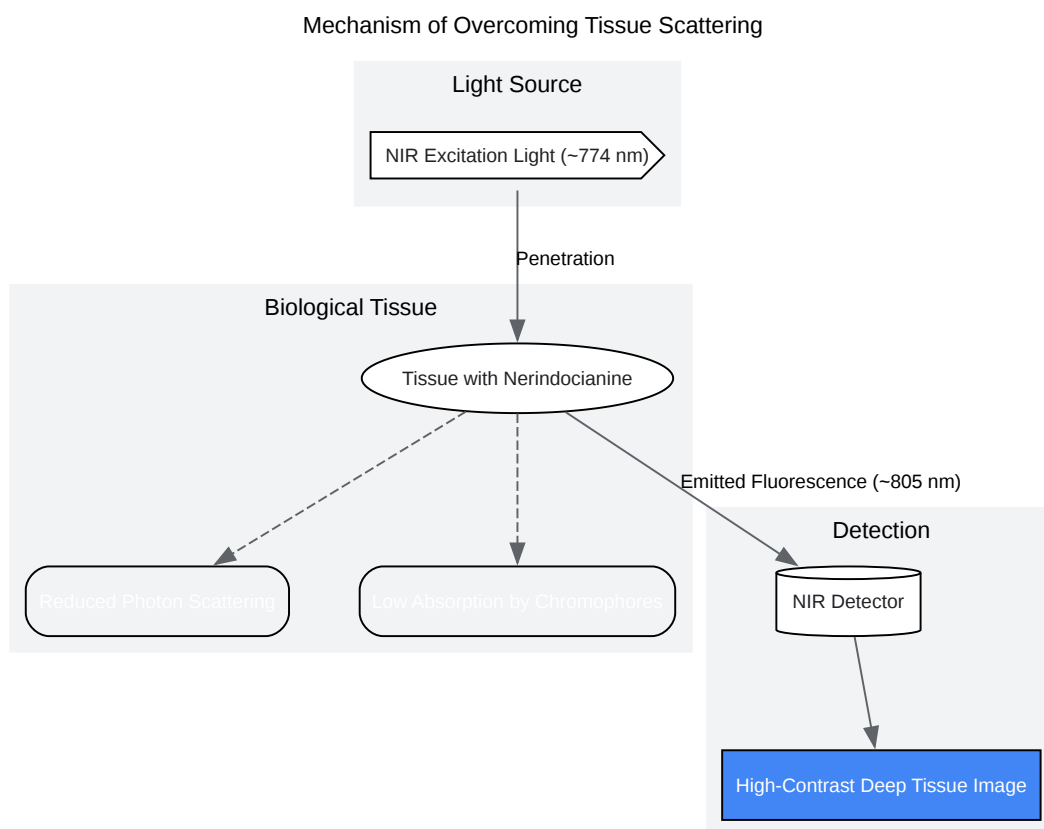 Mechanism of Overcoming Tissue Scattering
Light Source
NIR Excitation Light (~774 nm)
Penetration
Biological Tissue
Tissue with Nerindocianine
Emitted Fluorescence (~805 nm)
Detection
Reduced Photon Scattering
Low Absorption by Chromophores
NIR Detector
High-Contrast Deep Tissue Image